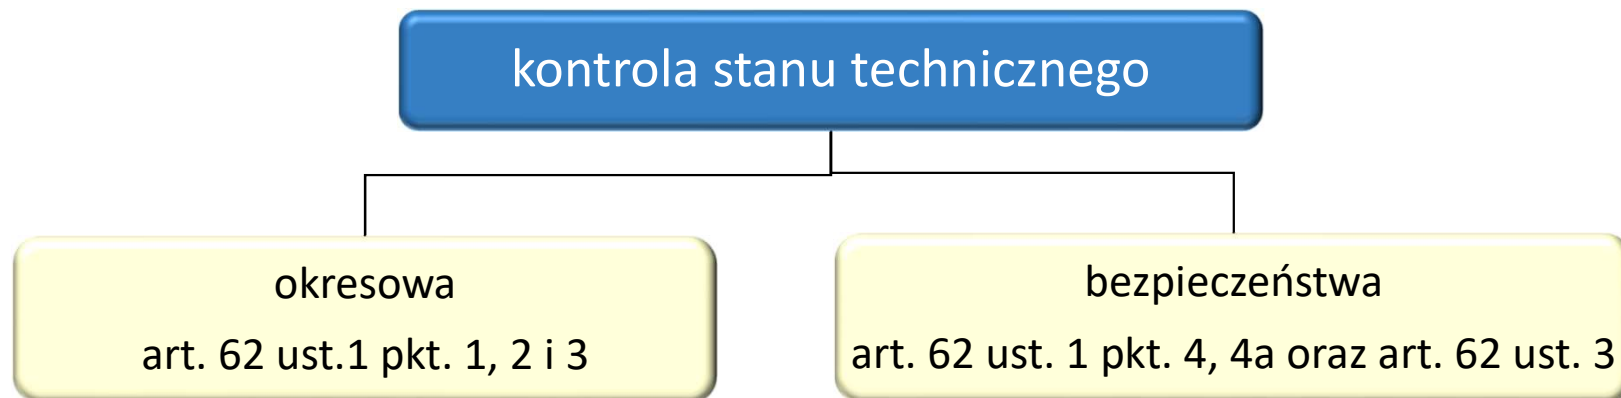 kontrola stanu technicznego
okresowa
art. 62 ust.1 pkt. 1, 2 i 3
bezpieczeństwa
art. 62 ust. 1 pkt. 4, 4a oraz art. 62 ust. 3